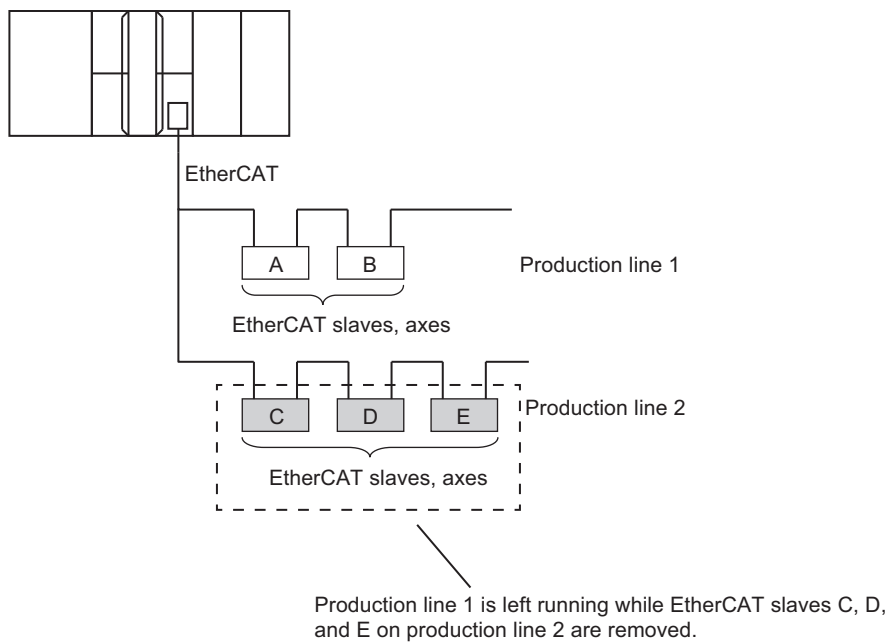 EtherCAT
A
B
Production line 1
EtherCAT slaves, axes
C
D
E
Production line 2
EtherCAT slaves, axes
Production line 1 is left running while EtherCAT slaves C, D,
and E on production line 2 are removed.